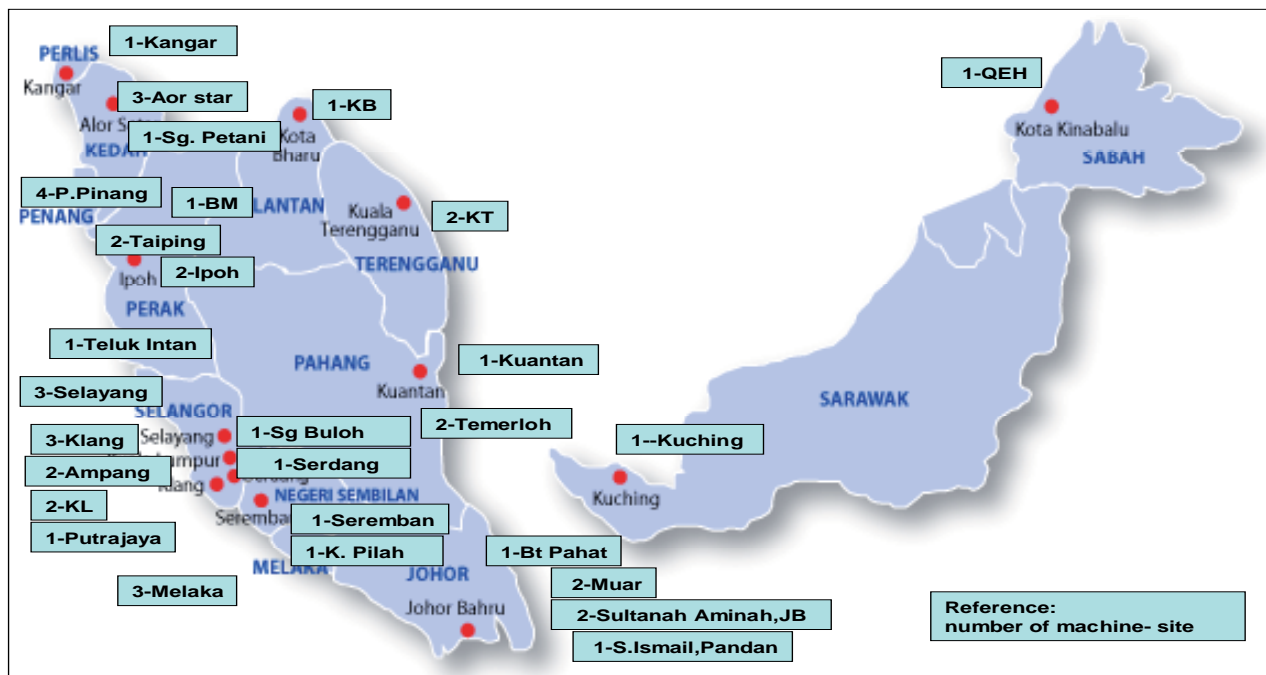 1-Kangar
PERLIS
Kangar
3-Aor star
Alor
1-Sg. Petani
KEDAH
1-KB
Kota
Bharu
4-P.Pinang
PENANG
1-BM
LANTAN
Kuala
Terengganu
2-KT
TERENGGANU
2-Taiping
2-Ipoh
Ipoh
PERAK
1-Teluk Intan
PAHANG
1-Kuantan
Kuantan
3-Selayang
SELANGOR
2-Temerloh
Selayang
1-Sg Buloh
3-Klang
1-Serdang
2-Ampang
Klang
NEGERI SEMBILAN
2-KL
1-Seremban
1-Putrajaya
1-K. Pilah
MELAKA
3-Melaka
JOHOR
Johor Bahru
1-Bt Pahat
2-Muar
2-Sultanah Aminah,JB
1-S.Ismail,Pandan
1-QEH
Kota Kinabalu
SABAH
SARAWAK
1--Kuching
Kuching
Reference:
number of machine- site